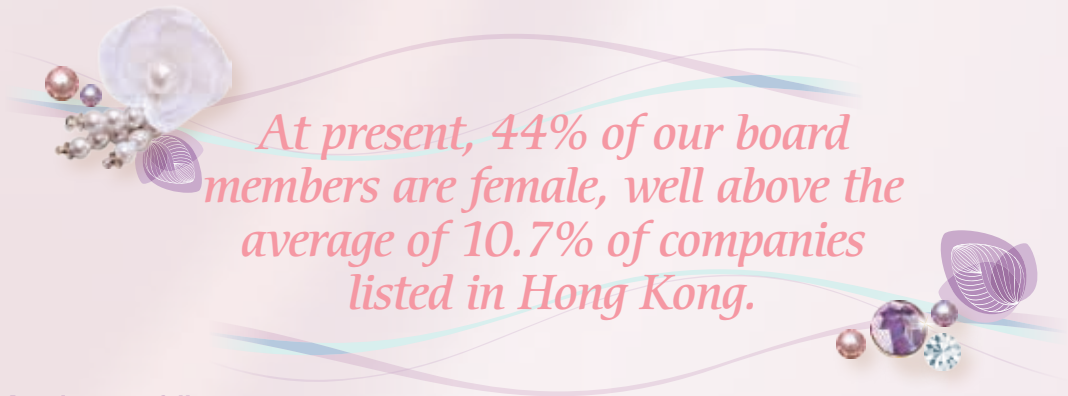 At present, 44% of our board
members are female, well above the
average of 10.7% of companies
listed in Hong Kong.